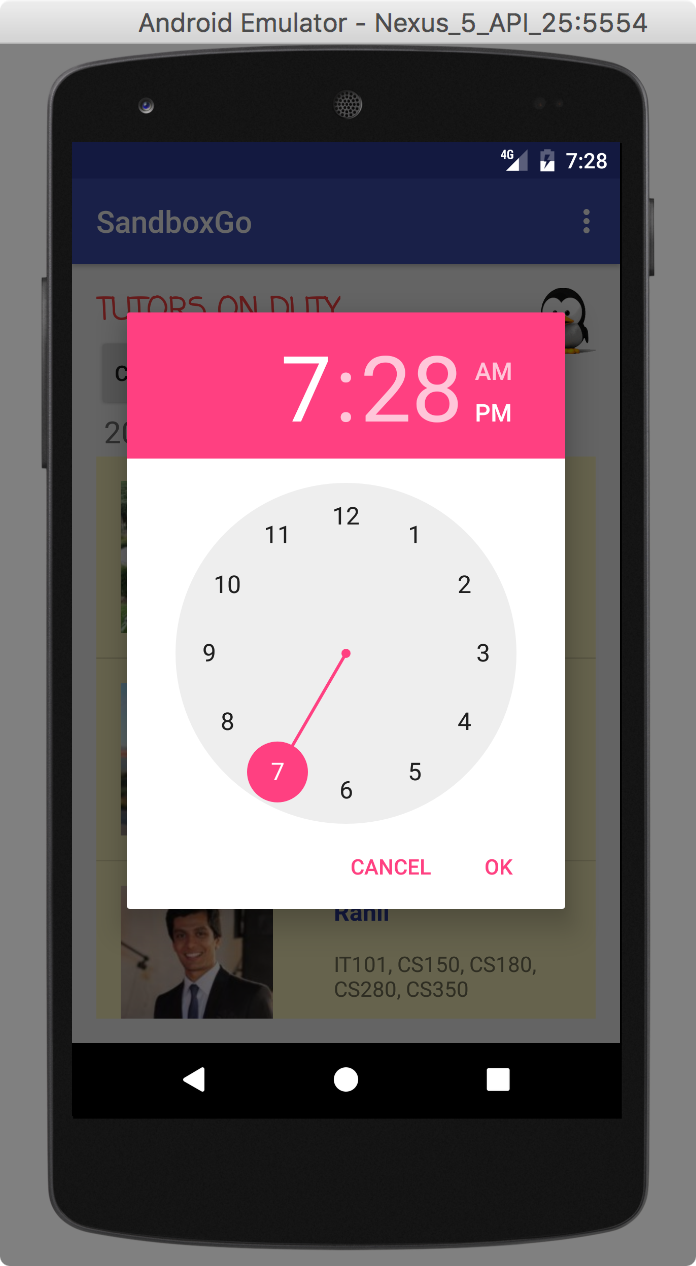 Android Emulator - Nexus_5_API_25:5554
4G 7:28
SandboxGo
TUTORS ON DUTY
7:28
AM
PM
12
11 1
10 2
9 3
8 4
7 5
6
CANCEL OK
Rahil
IT101, CS150, CS180,
CS280, CS350